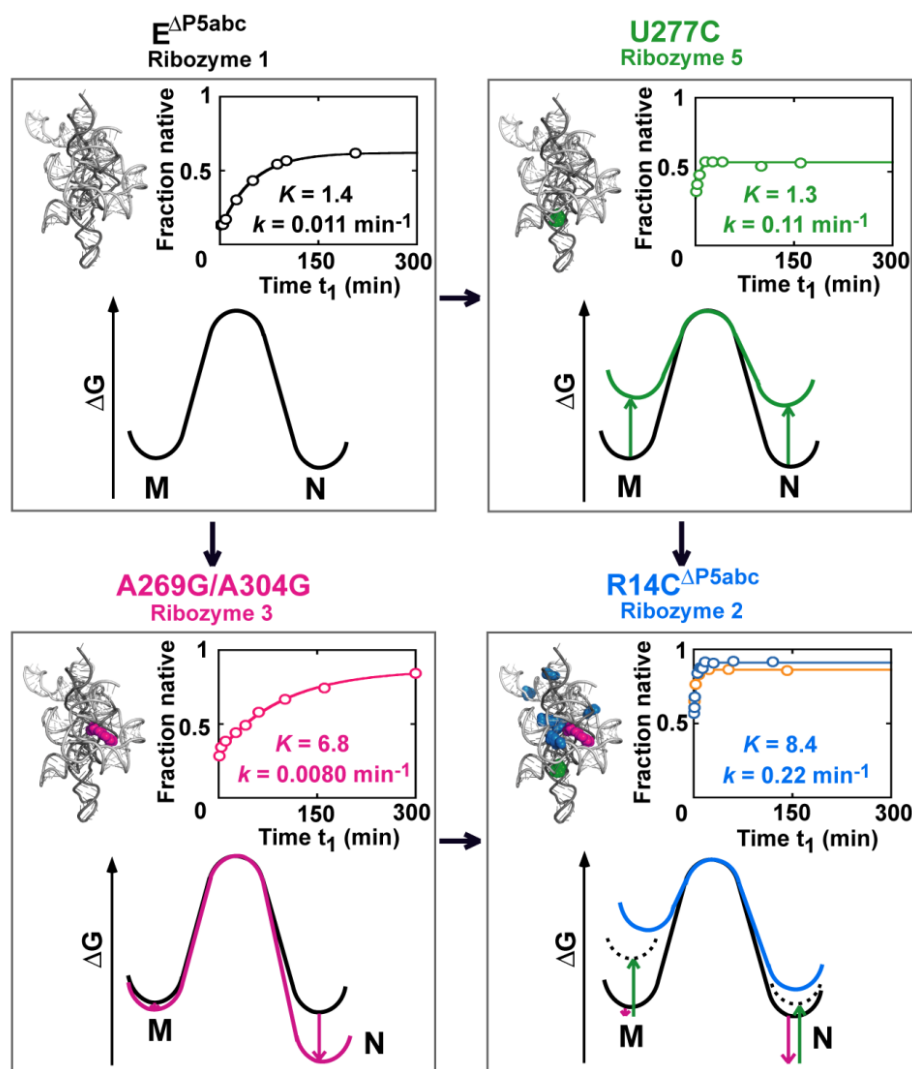 E^ΔP5abc
Ribozyme 1
Fraction native
1
0.5
0
K = 1.4
k = 0.011 min⁻¹
150
300
Time t₁ (min)
ΔG
M
N
U277C
Ribozyme 5
Fraction native
1
0.5
0
K = 1.3
k = 0.11 min⁻¹
150
300
Time t₁ (min)
ΔG
M
N
A269G/A304G
Ribozyme 3
Fraction native
1
0.5
0
K = 6.8
k = 0.0080 min⁻¹
150
300
Time t₁ (min)
ΔG
M
N
R14C^ΔP5abc
Ribozyme 2
Fraction native
1
0.5
0
K = 8.4
k = 0.22 min⁻¹
150
300
Time t₁ (min)
ΔG
M
N